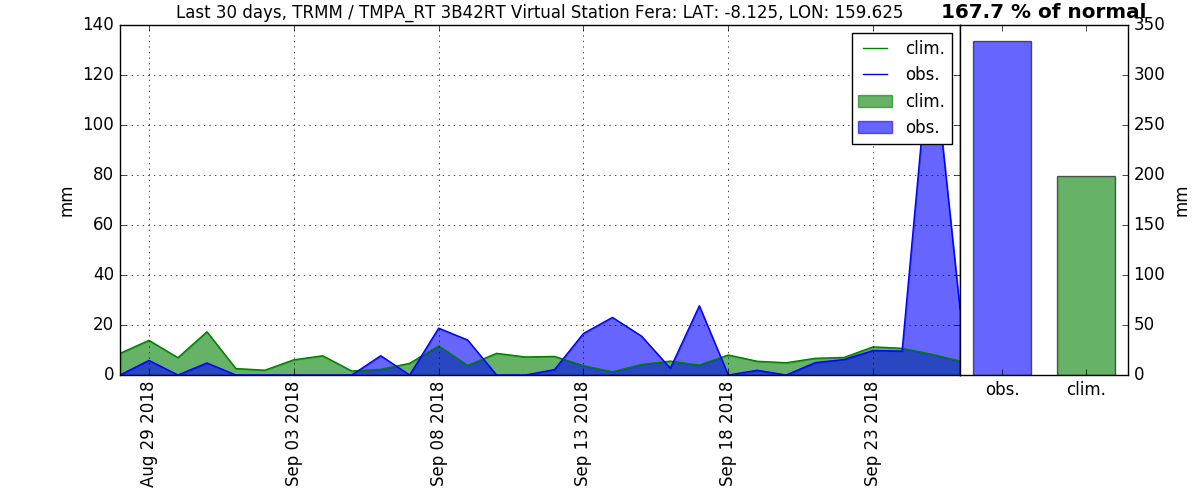 Last 30 days, TRMM / TMPA_RT 3B42RT Virtual Station Fera: LAT: -8.125, LON: 159.625
167.7 % of normal
140
120
100
80
60
40
20
0
mm
clim.
obs.
clim.
obs.
Aug 29 2018
Sep 03 2018
Sep 08 2018
Sep 13 2018
Sep 18 2018
Sep 23 2018
350
300
250
200
150
100
50
0
mm
obs.
clim.